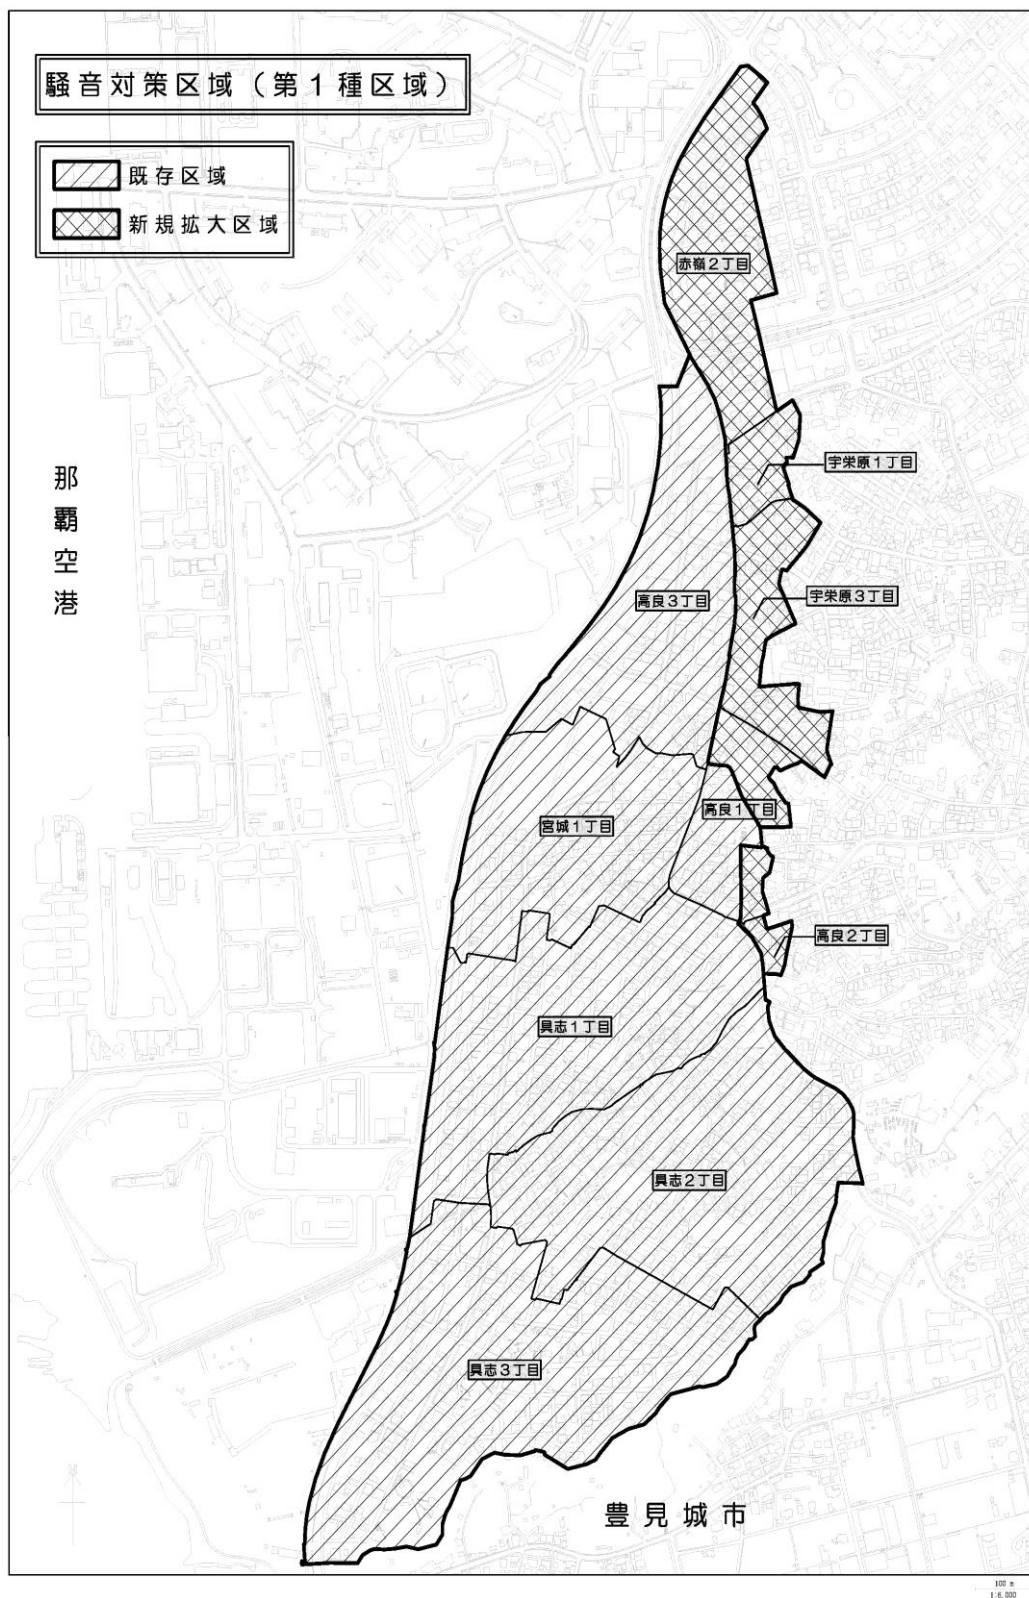 騒音対策区域（第１種区域）
既存区域
新規拡大区域
赤嶺２丁目
那覇空港
宇栄原１丁目
宇栄原３丁目
高良３丁目
高良１丁目
宮城１丁目
高良２丁目
具志１丁目
具志２丁目
具志３丁目
豊見城市
100 m
1:6,000